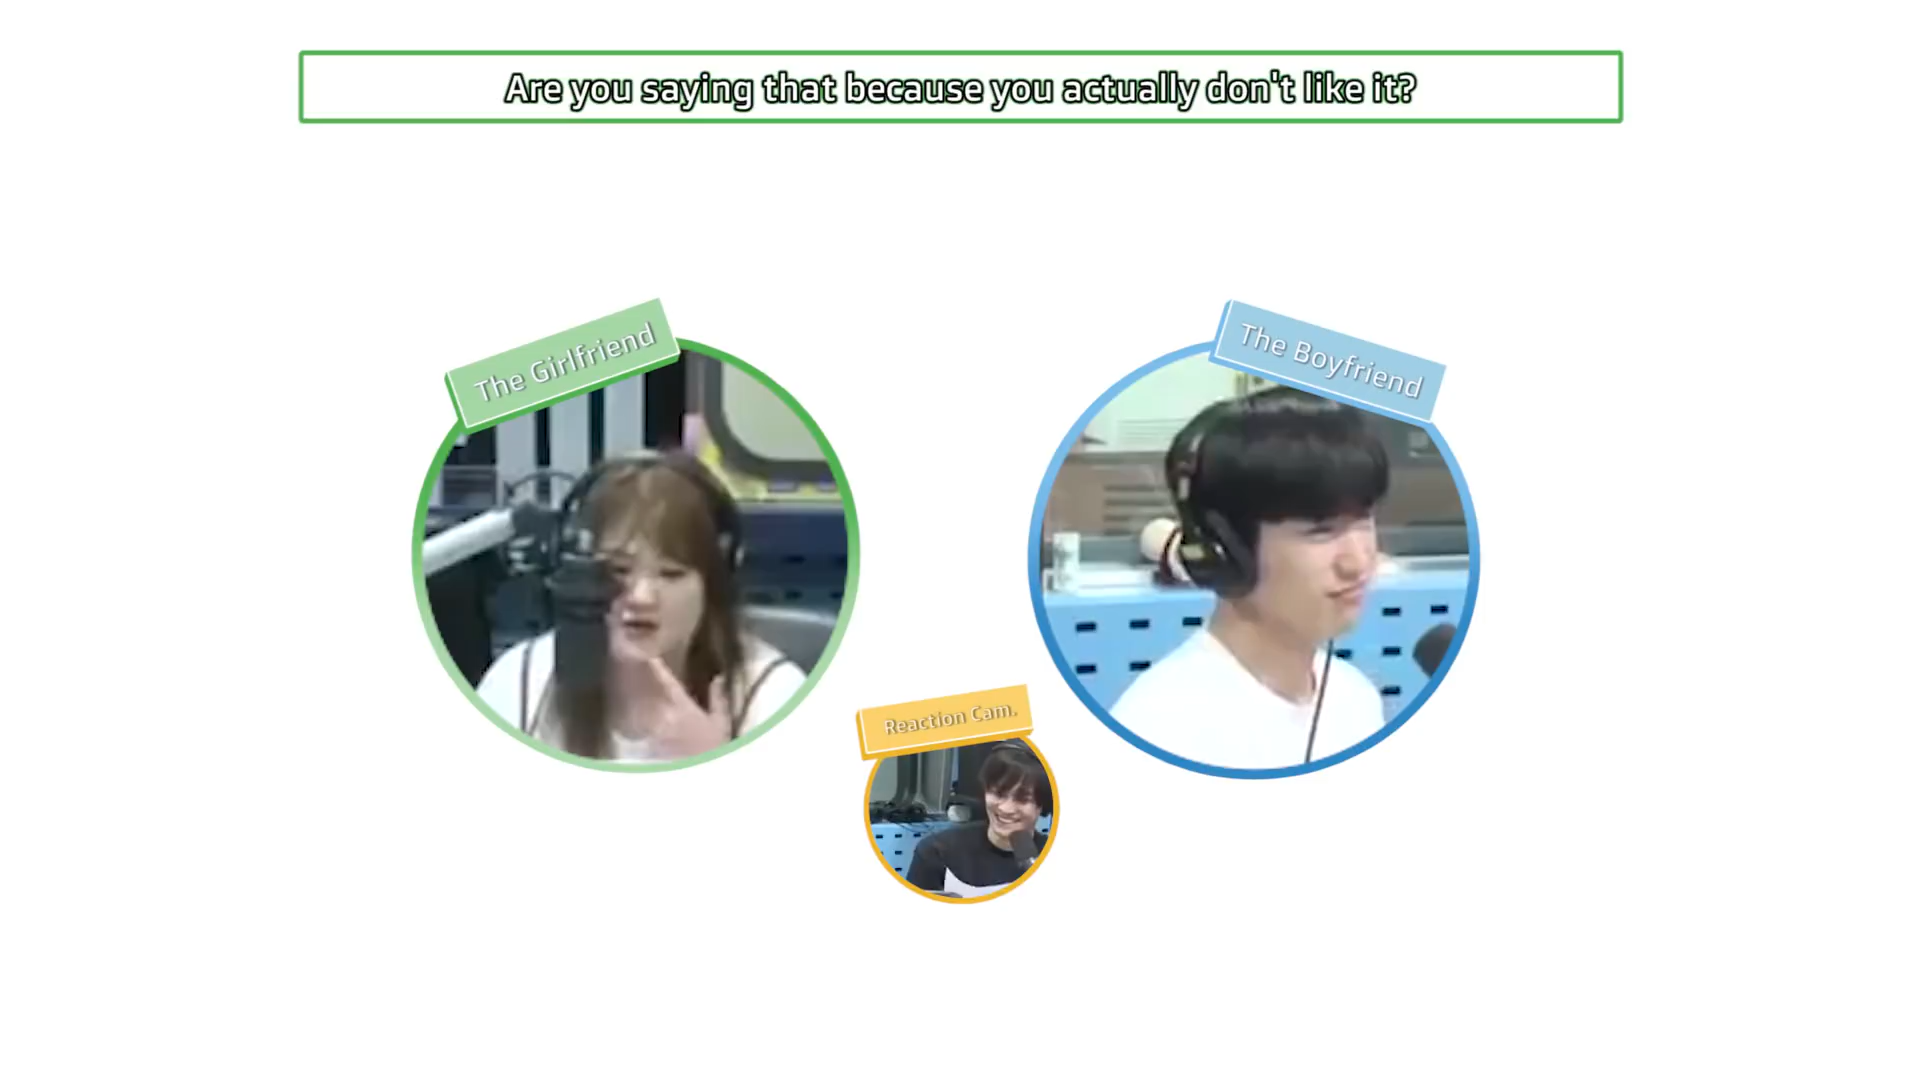 Are you saying that because you actually don't like it?
The Girlfriend
The Boyfriend
Reaction Cam.